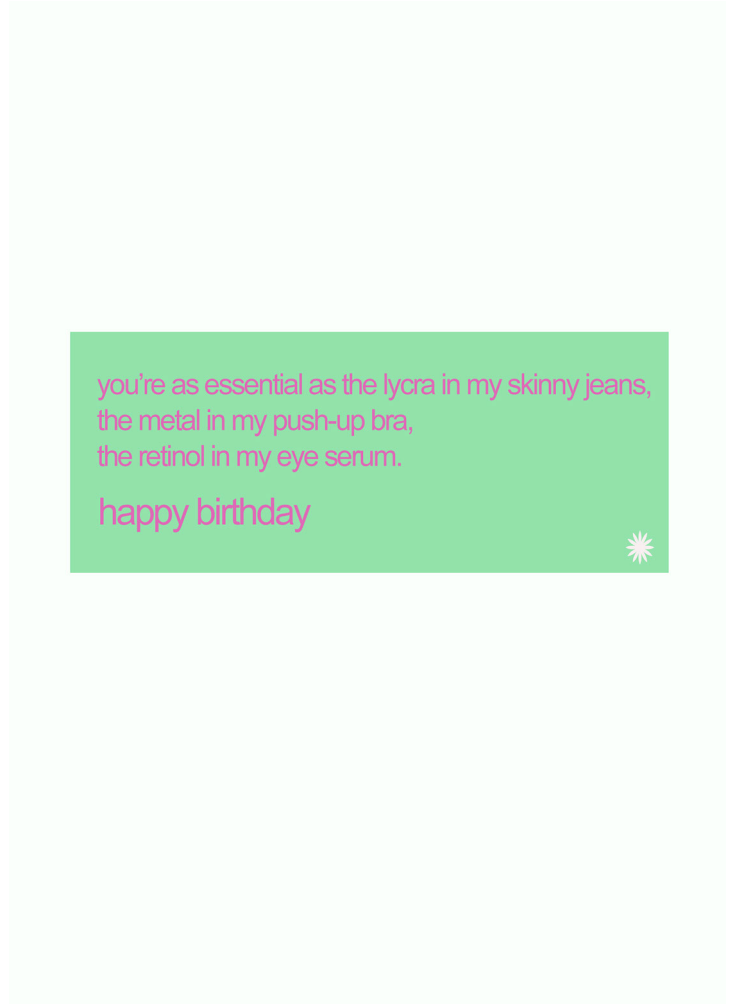 you’re as essential as the lycra in my skinny jeans,
the metal in my push-up bra,
the retinol in my eye serum.
happy birthday